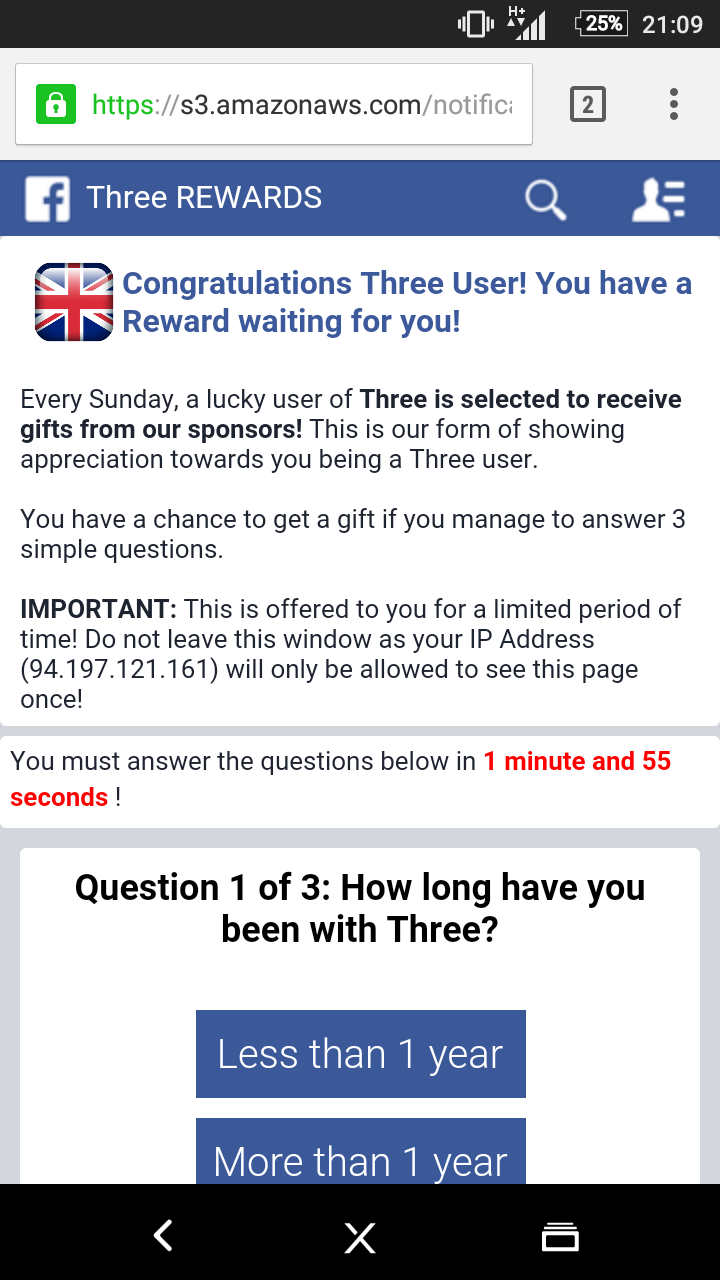 H+
25%
21:09
https://s3.amazonaws.com/notifica
2
f Three REWARDS
Congratulations Three User! You have a
Reward waiting for you!
Every Sunday, a lucky user of Three is selected to receive
gifts from our sponsors! This is our form of showing
appreciation towards you being a Three user.
You have a chance to get a gift if you manage to answer 3
simple questions.
IMPORTANT: This is offered to you for a limited period of
time! Do not leave this window as your IP Address
(94.197.121.161) will only be allowed to see this page
once!
You must answer the questions below in 1 minute and 55
seconds !
Question 1 of 3: How long have you
been with Three?
Less than 1 year
More than 1 year